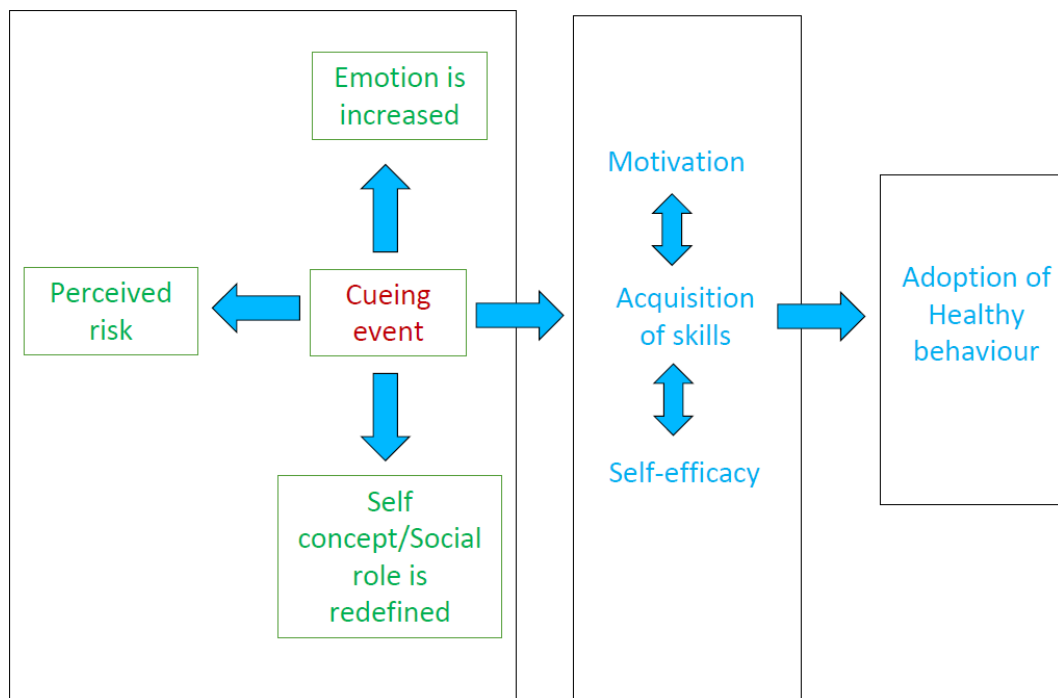 Emotion is
increased
Perceived
risk
Cueing
event
Self
concept/Social
role is
redefined
Motivation
Acquisition
of skills
Self-efficacy
Adoption of
Healthy
behaviour